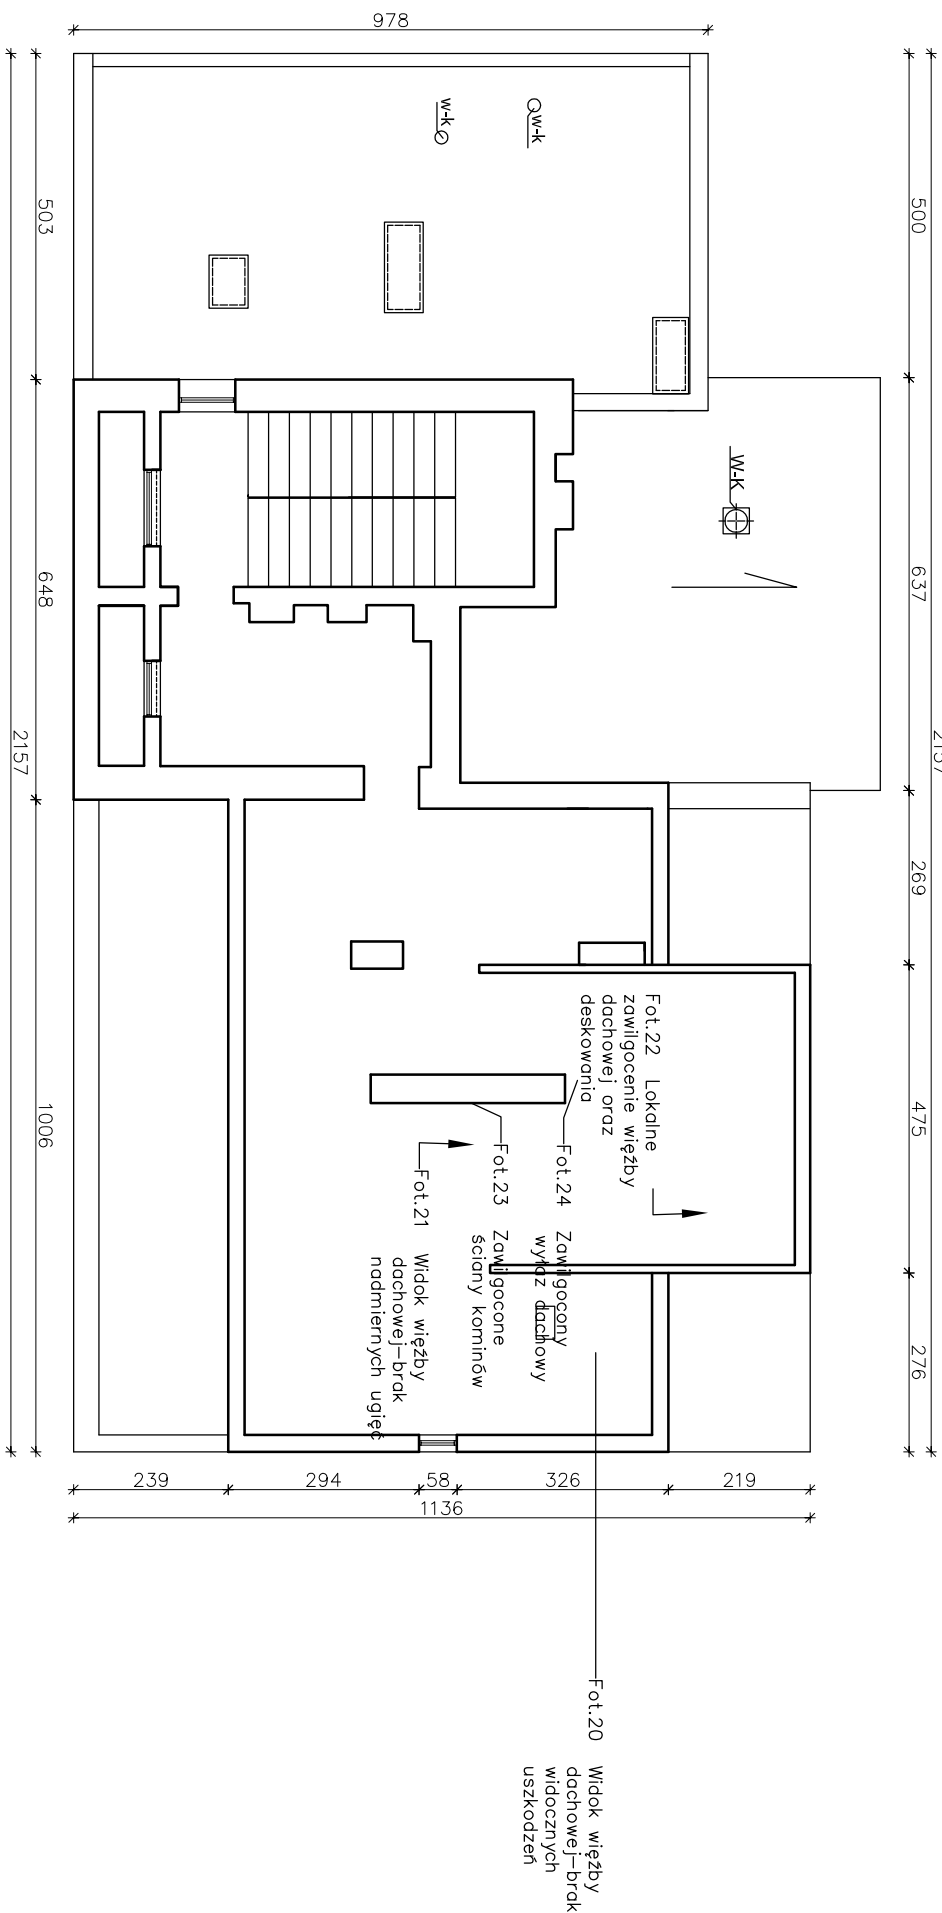 978
503
648
2157
1006
500
637
2157
269
475
276
w-k
w-k
W-K
Fot.22 Lokalne
zawilgocenie więźby
dachowej oraz
deskowania
Fot.24 Zawilgocony
wyłaz dachowy
Fot.23 Zawilgocone
ściany kominów
Fot.21 Widok więźby
dachowej-brak
nadmiernych ugięć
239
294
58
326
219
1136
Fot.20 Widok więźby
dachowej-brak
widocznych
uszkodzeń